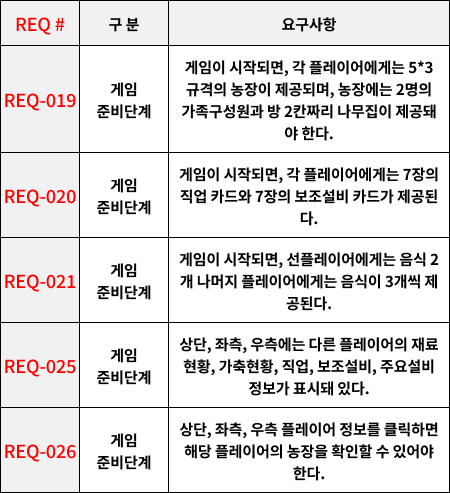 REQ # 구 분 요구사항
게임이 시작되면, 각 플레이어에게는 5*3
규격의 농장이 제공되며, 농장에는 2명의
가족구성원과 방 2칸짜리 나무집이 제공돼
야 한다.
REQ-019
게임
준비단계
게임이 시작되면, 각 플레이어에게는 7장의
직업 카드와 7장의 보조설비 카드가 제공된
다.
REQ-020
게임
준비단계
게임이 시작되면, 선플레이어에게는 음식 2
개 나머지 플레이어에게는 음식이 3개씩 제
공된다.
REQ-021
게임
준비단계
상단, 좌측, 우측에는 다른 플레이어의 재료
현황, 가축현황, 직업, 보조설비, 주요설비
정보가 표시돼 있다.
REQ-025
게임
준비단계
상단, 좌측, 우측 플레이어 정보를 클릭하면
해당 플레이어의 농장을 확인할 수 있어야
한다.
REQ-026
게임
준비단계